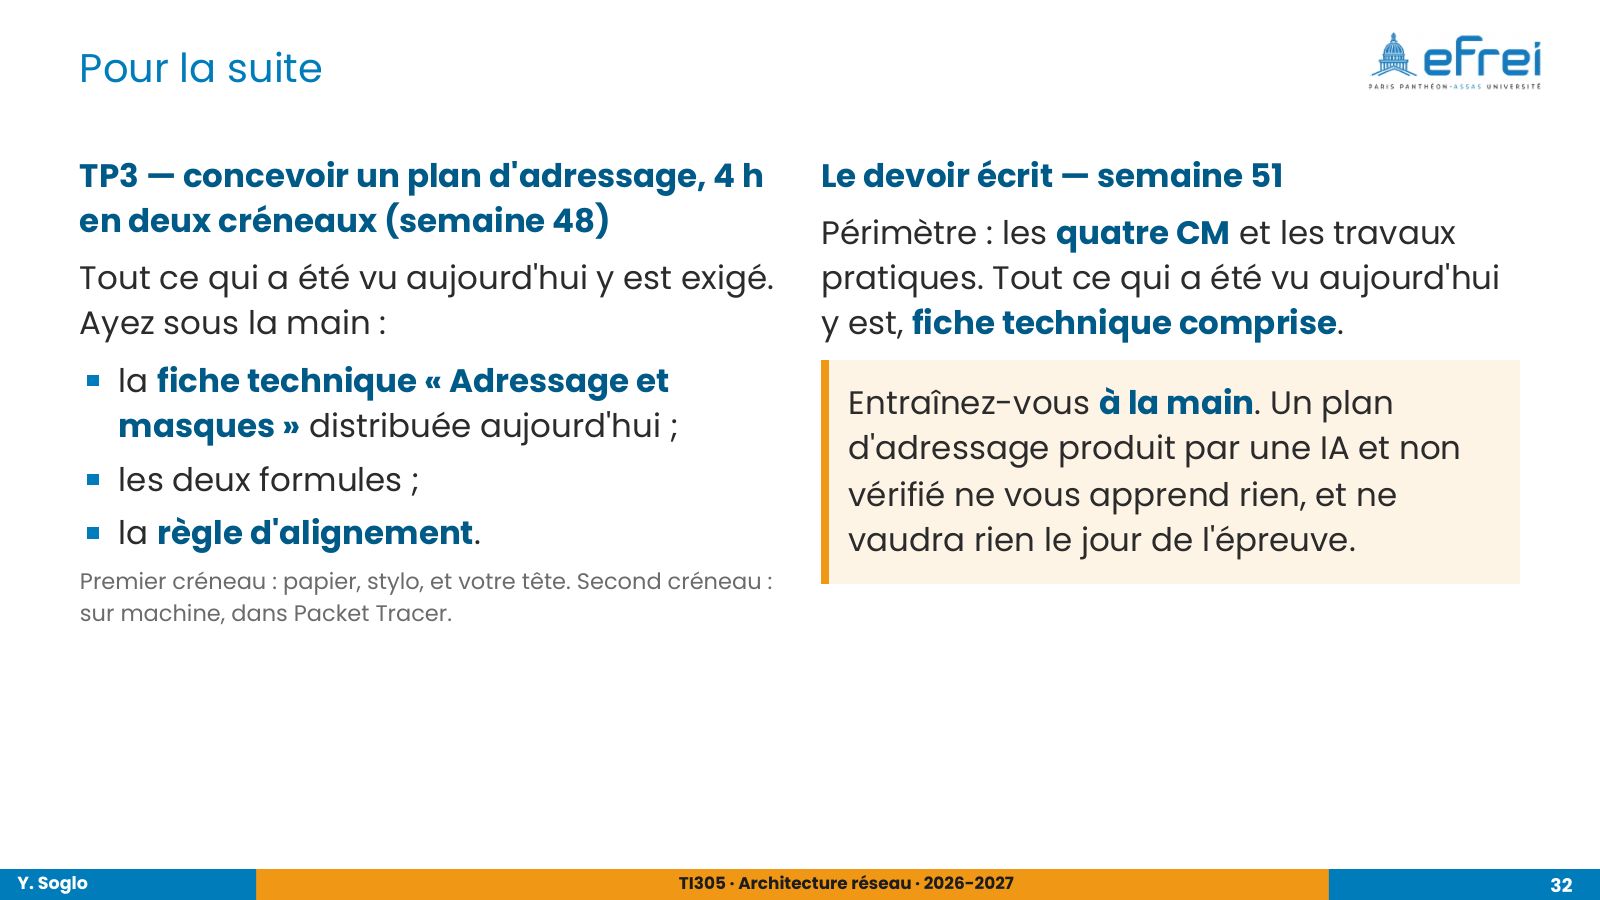 Pour la suite
efrei
PARIS PANTHÉON-ASSAS UNIVERSITÉ
TP3 — concevoir un plan d'adressage, 4 h
en deux créneaux (semaine 48)
Tout ce qui a été vu aujourd'hui y est exigé.
Ayez sous la main :
la fiche technique « Adressage et
masques » distribuée aujourd'hui ;
les deux formules ;
la règle d'alignement.
Premier créneau : papier, stylo, et votre tête. Second créneau :
sur machine, dans Packet Tracer.
Le devoir écrit — semaine 51
Périmètre : les quatre CM et les travaux
pratiques. Tout ce qui a été vu aujourd'hui
y est, fiche technique comprise.
Entraînez-vous à la main. Un plan
d'adressage produit par une IA et non
vérifié ne vous apprend rien, et ne
vaudra rien le jour de l'épreuve.
Y. Soglo
TI305 · Architecture réseau · 2026-2027
32